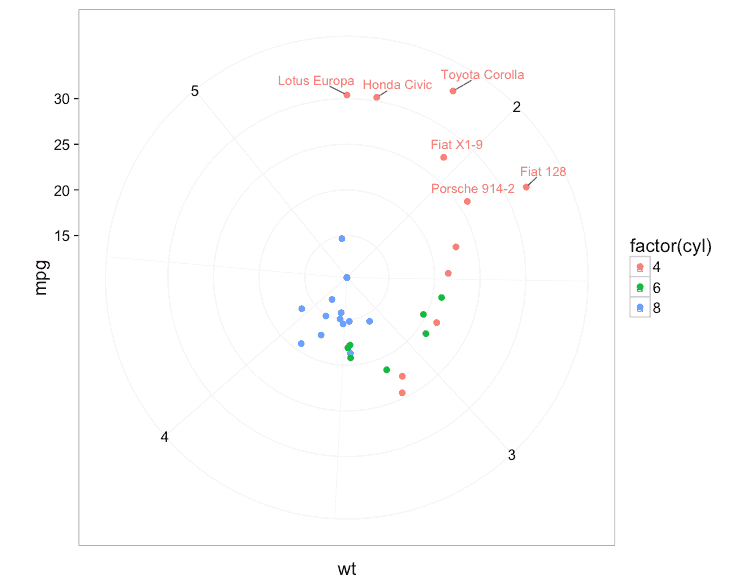 Toyota Corolla
Lotus Europa
Honda Civic
5
30
2
25
Fiat X1-9
Fiat 128
20
Porsche 914-2
15
mpg
factor(cyl)
4
6
8
4
3
wt